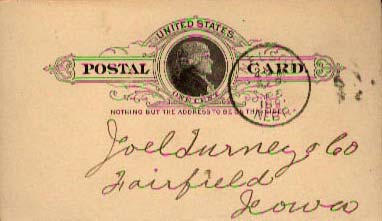 UNITED STATES
POSTAL CARD.
ONE CENT
NOTHING BUT THE ADDRESS TO BE ON THIS SIDE.
NEBR.
Joel Turney & Co
Fairfield
Iowa